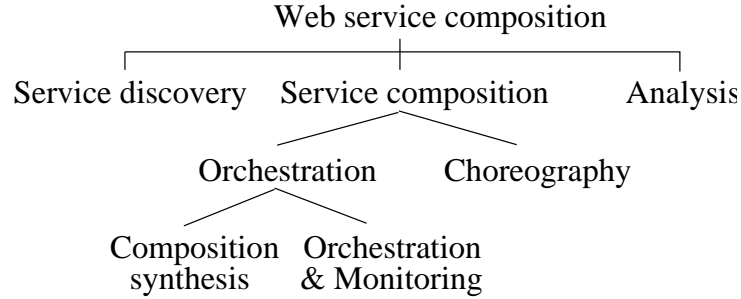 Web service composition
Service discovery Service composition Analysis
Orchestration Choreography
Composition Orchestration
synthesis & Monitoring